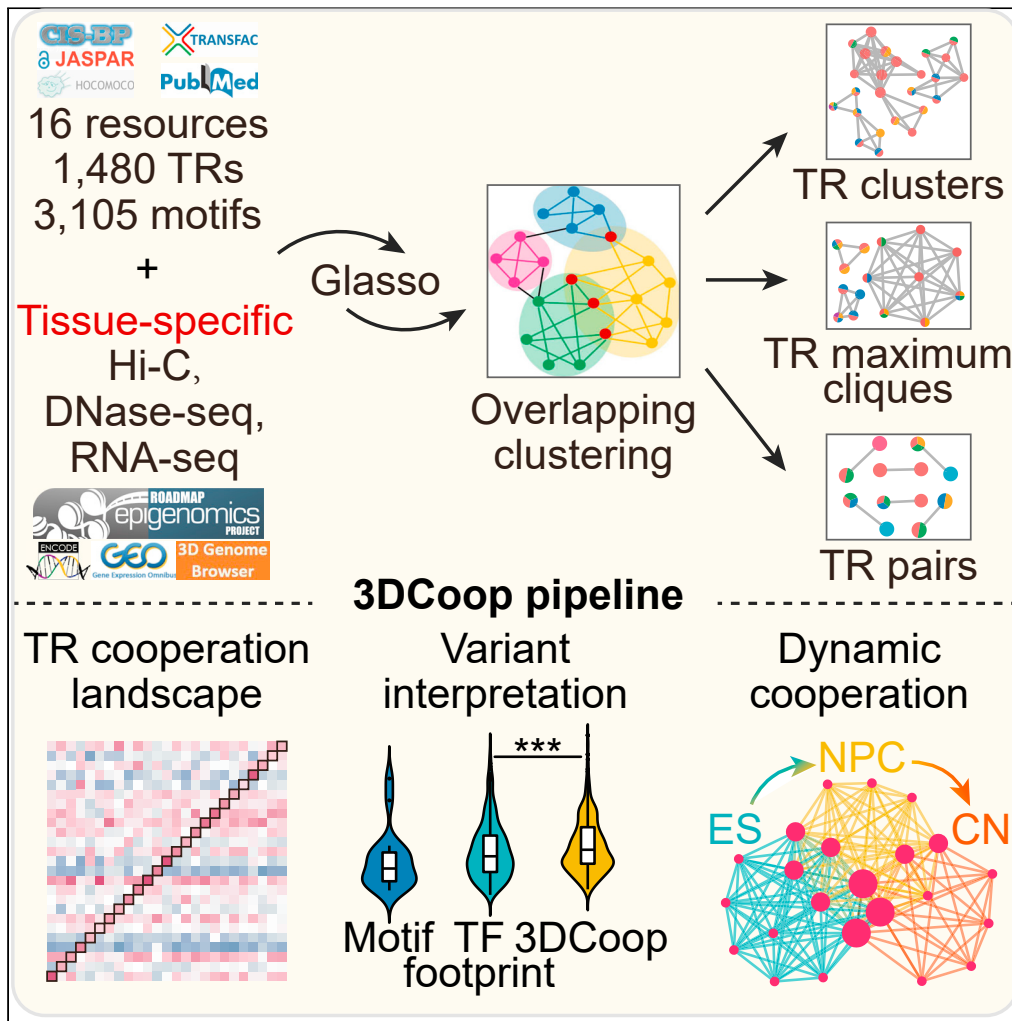 CIS-BP
TRANSFAC
JASPAR
HOCOMOCO
PubMed
16 resources
1,480 TRs
3,105 motifs
+
Tissue-specific
Hi-C,
DNase-seq,
RNA-seq
ROADMAP
epigenomics
PROJECT
ENCODE
GEO
Gene Expression Omnibus
3D Genome
Browser
Glasso
Overlapping
clustering
TR clusters
TR maximum
cliques
TR pairs
3DCoop pipeline
TR cooperation
landscape
Variant
interpretation
***
Motif TF 3DCoop
footprint
Dynamic
cooperation
NPC
ES
CN